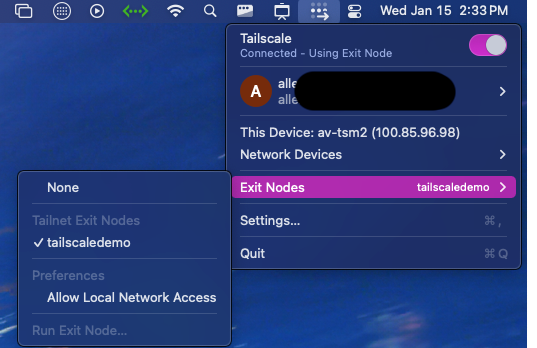 Wed Jan 15 2:33 PM
Tailscale
Connected - Using Exit Node
A
alle
alle
This Device: av-tsm2 (100.85.96.98)
Network Devices
Exit Nodes tailscaledemo
Settings... ⌘ ,
Quit ⌘ Q
None
Tailnet Exit Nodes
✓ tailscaledemo
Preferences
Allow Local Network Access
Run Exit Node...